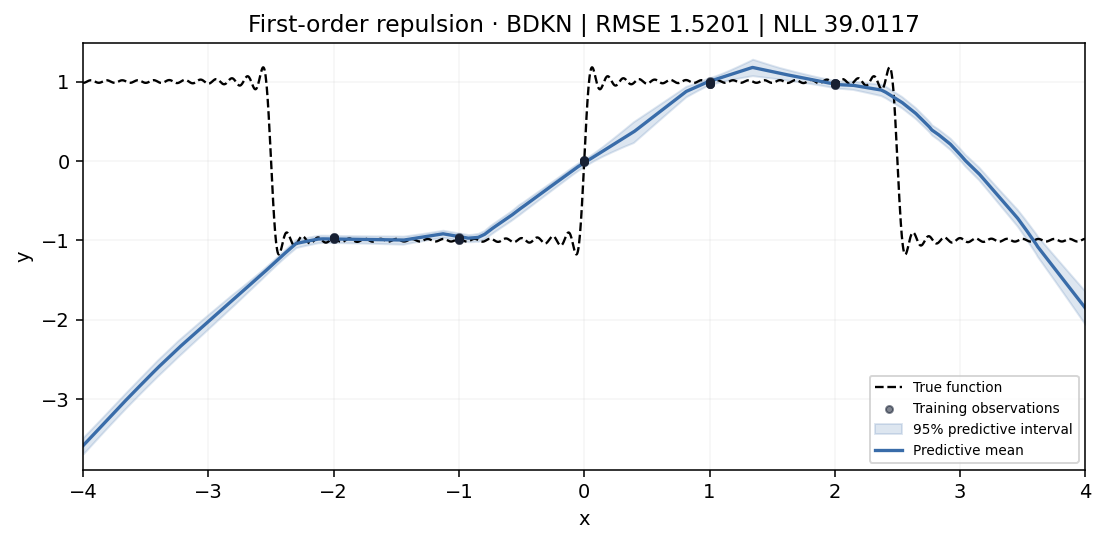 First-order repulsion · BDKN | RMSE 1.5201 | NLL 39.0117
1
0
−1
−2
−3
y
−4
−3
−2
−1
0
1
2
3
4
x
True function
Training observations
95% predictive interval
Predictive mean